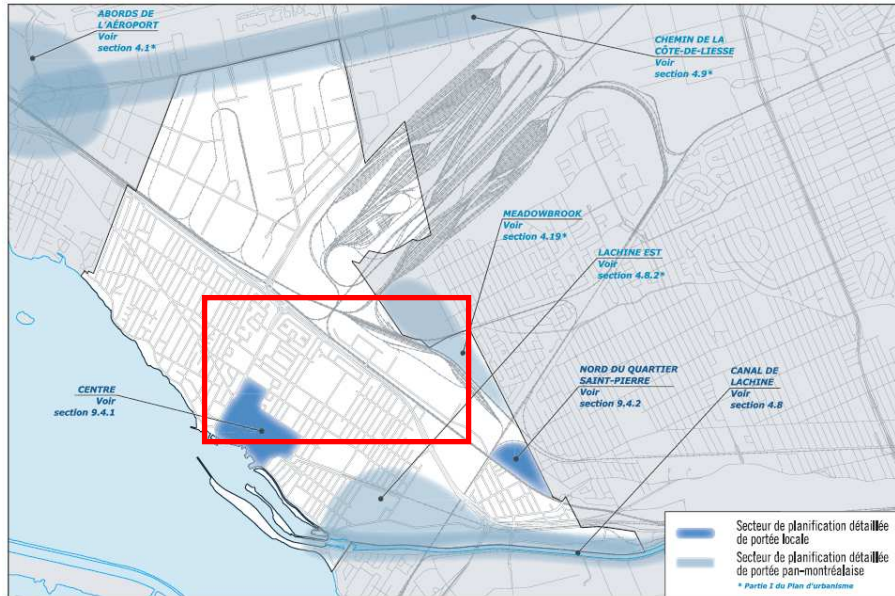 ABORDS DE
L'AÉROPORT
Voir
section 4.1*
CHEMIN DE LA
CÔTE-DE-LIESSE
Voir
section 4.9*
MEADOWBROOK
Voir
section 4.19*
LACHINE EST
Voir
section 4.8.2*
CENTRE
Voir
section 9.4.1
NORD DU QUARTIER
SAINT-PIERRE
Voir
section 9.4.2
CANAL DE
LACHINE
Voir
section 4.8
Secteur de planification détaillée
de portée locale
Secteur de planification détaillée
de portée pan-montréalaise
* Partie I du Plan d'urbanisme